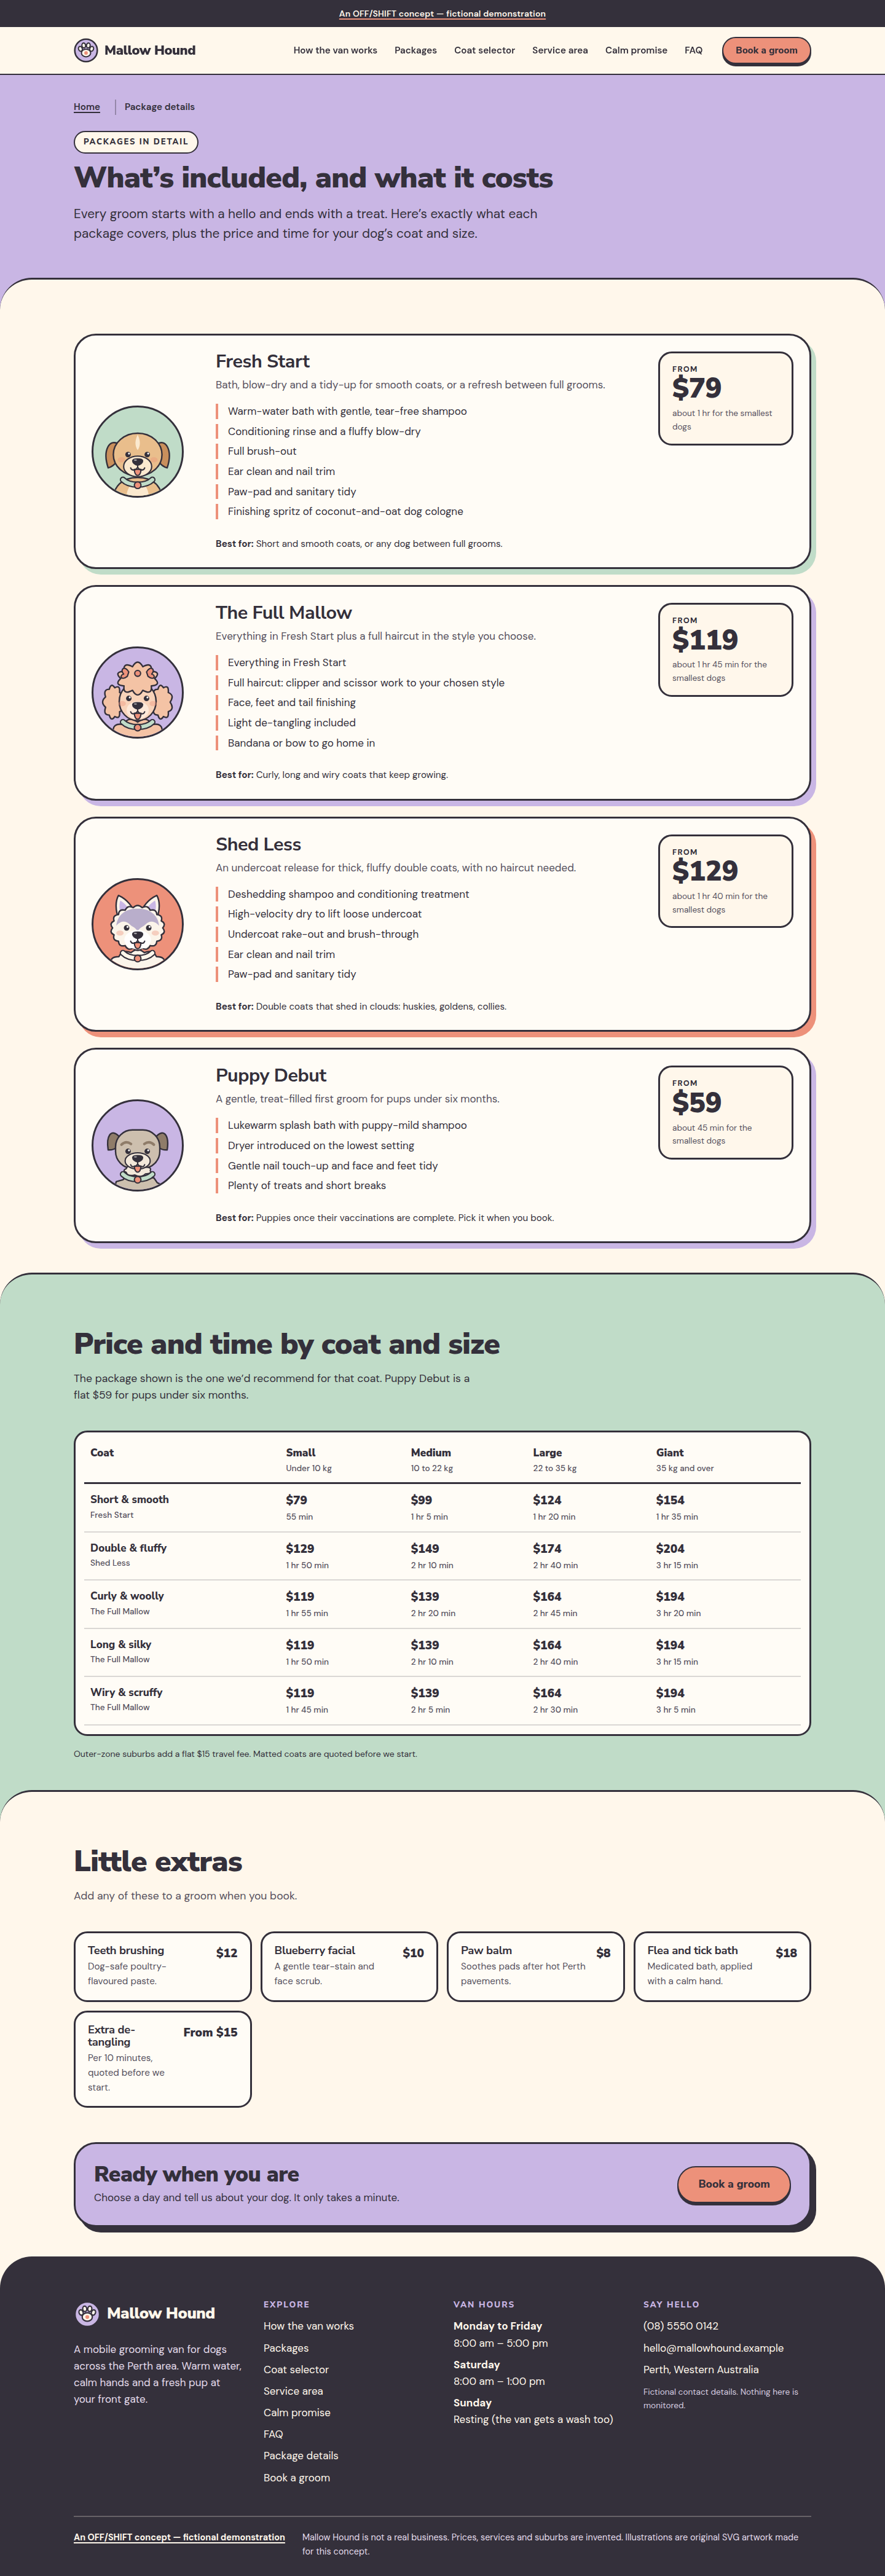 An OFF/SHIFT concept — fictional demonstration
Mallow Hound
How the van works
Packages
Coat selector
Service area
Calm promise
FAQ
Book a groom
Home
Package details
PACKAGES IN DETAIL
What's included, and what it costs
Every groom starts with a hello and ends with a treat. Here's exactly what each
package covers, plus the price and time for your dog's coat and size.
Fresh Start
Bath, blow-dry and a tidy-up for smooth coats, or a refresh between full grooms.
Warm-water bath with gentle, tear-free shampoo
Conditioning rinse and a fluffy blow-dry
Full brush-out
Ear clean and nail trim
Paw-pad and sanitary tidy
Finishing spritz of coconut-and-oat dog cologne
Best for: Short and smooth coats, or any dog between full grooms.
FROM
$79
about 1 hr for the smallest
dogs
The Full Mallow
Everything in Fresh Start plus a full haircut in the style you choose.
Everything in Fresh Start
Full haircut: clipper and scissor work to your chosen style
Face, feet and tail finishing
Light de-tangling included
Bandana or bow to go home in
Best for: Curly, long and wiry coats that keep growing.
FROM
$119
about 1 hr 45 min for the
smallest dogs
Shed Less
An undercoat release for thick, fluffy double coats, with no haircut needed.
Deshedding shampoo and conditioning treatment
High-velocity dry to lift loose undercoat
Undercoat rake-out and brush-through
Ear clean and nail trim
Paw-pad and sanitary tidy
Best for: Double coats that shed in clouds: huskies, goldens, collies.
FROM
$129
about 1 hr 40 min for the
smallest dogs
Puppy Debut
A gentle, treat-filled first groom for pups under six months.
Lukewarm splash bath with puppy-mild shampoo
Dryer introduced on the lowest setting
Gentle nail touch-up and face and feet tidy
Plenty of treats and short breaks
Best for: Puppies once their vaccinations are complete. Pick it when you book.
FROM
$59
about 45 min for the
smallest dogs
Price and time by coat and size
The package shown is the one we'd recommend for that coat. Puppy Debut is a
flat $59 for pups under six months.
Coat Small Medium Large Giant
Under 10 kg 10 to 22 kg 22 to 35 kg 35 kg and over
Short & smooth $79 $99 $124 $154
Fresh Start 55 min 1 hr 5 min 1 hr 20 min 1 hr 35 min
Double & fluffy $129 $149 $174 $204
Shed Less 1 hr 50 min 2 hr 10 min 2 hr 40 min 3 hr 15 min
Curly & woolly $119 $139 $164 $194
The Full Mallow 1 hr 55 min 2 hr 20 min 2 hr 45 min 3 hr 20 min
Long & silky $119 $139 $164 $194
The Full Mallow 1 hr 50 min 2 hr 10 min 2 hr 40 min 3 hr 15 min
Wiry & scruffy $119 $139 $164 $194
The Full Mallow 1 hr 45 min 2 hr 5 min 2 hr 30 min 3 hr 5 min
Outer-zone suburbs add a flat $15 travel fee. Matted coats are quoted before we start.
Little extras
Add any of these to a groom when you book.
Teeth brushing
Dog-safe poultry-
flavoured paste.
$12
Blueberry facial
A gentle tear-stain and
face scrub.
$10
Paw balm
Soothes pads after hot Perth
pavements.
$8
Flea and tick bath
Medicated bath, applied
with a calm hand.
$18
Extra de-
tangling
Per 10 minutes,
quoted before we
start.
From $15
Ready when you are
Choose a day and tell us about your dog. It only takes a minute.
Book a groom
Mallow Hound
A mobile grooming van for dogs
across the Perth area. Warm water,
calm hands and a fresh pup at
your front gate.
EXPLORE
How the van works
Packages
Coat selector
Service area
Calm promise
FAQ
Package details
Book a groom
VAN HOURS
Monday to Friday
8:00 am – 5:00 pm
Saturday
8:00 am – 1:00 pm
Sunday
Resting (the van gets a wash too)
SAY HELLO
(08) 5550 0142
hello@mallowhound.example
Perth, Western Australia
Fictional contact details. Nothing here is
monitored.
An OFF/SHIFT concept — fictional demonstration
Mallow Hound is not a real business. Prices, services and suburbs are invented. Illustrations are original SVG artwork made
for this concept.